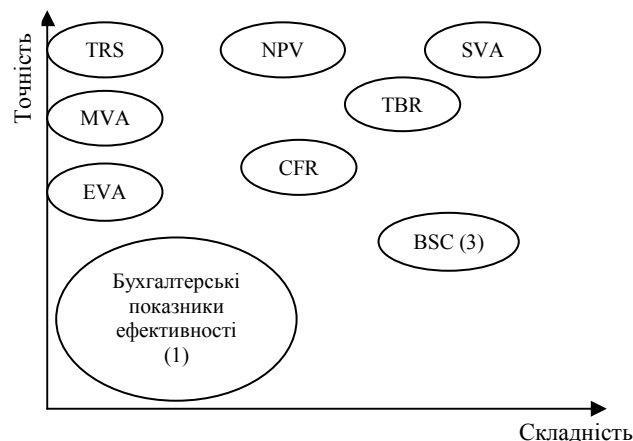 Точність
TRS
NPV
SVA
MVA
TBR
CFR
EVA
BSC (3)
Бухгалтерські
показники
ефективності
(1)
Складність